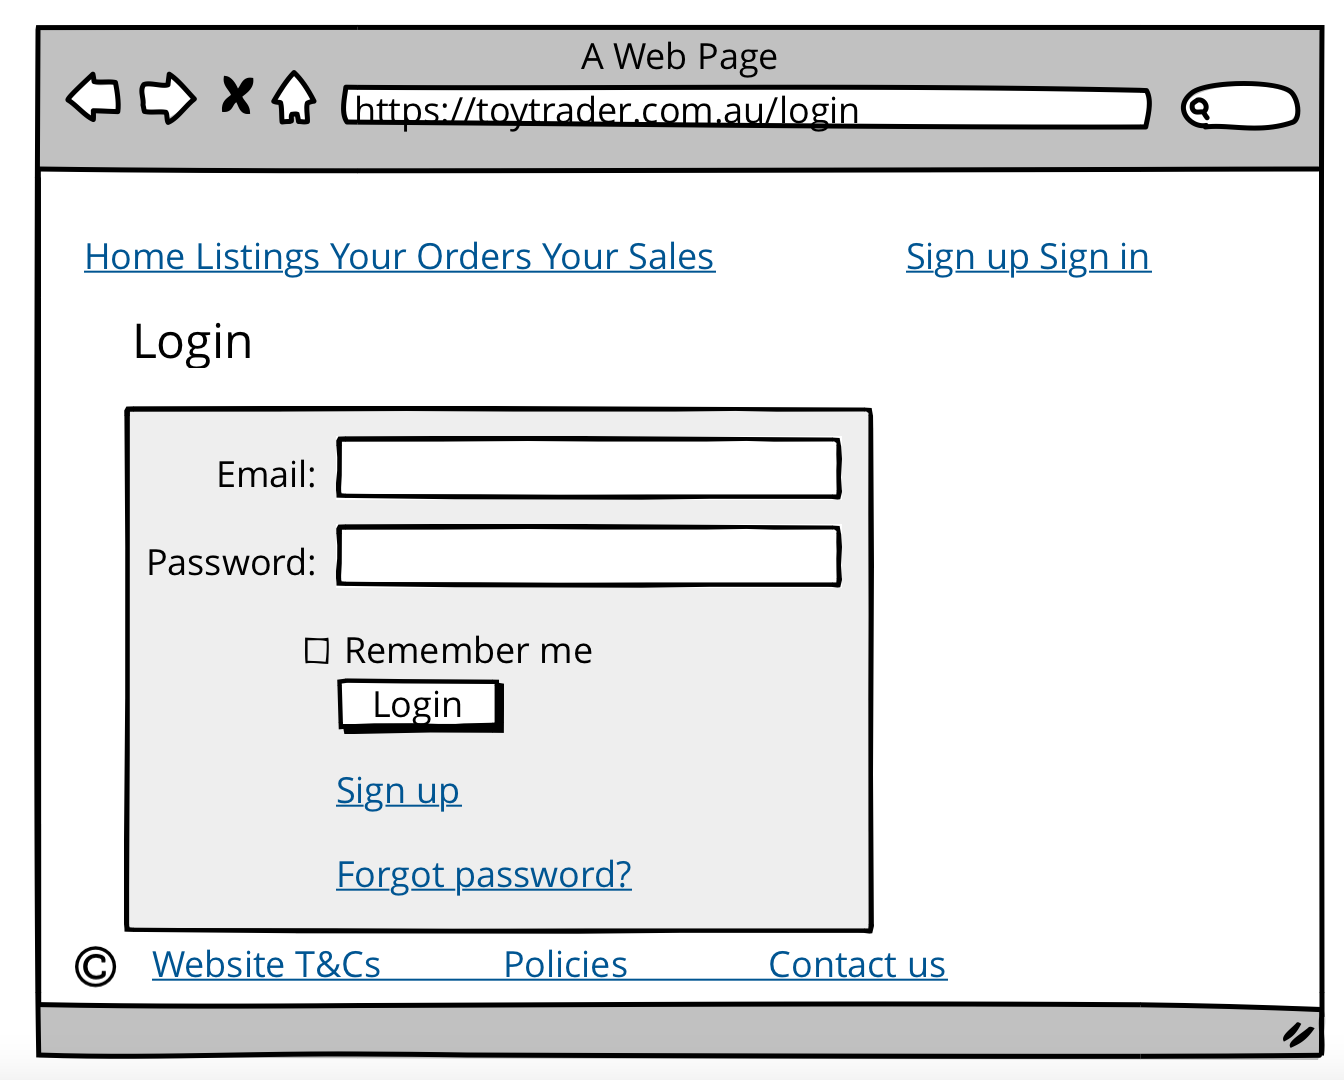 A Web Page
https://toytrader.com.au/login
Home Listings Your Orders Your Sales
Sign up Sign in
Login
Email:
Password:
Remember me
Login
Sign up
Forgot password?
© Website T&Cs Policies Contact us